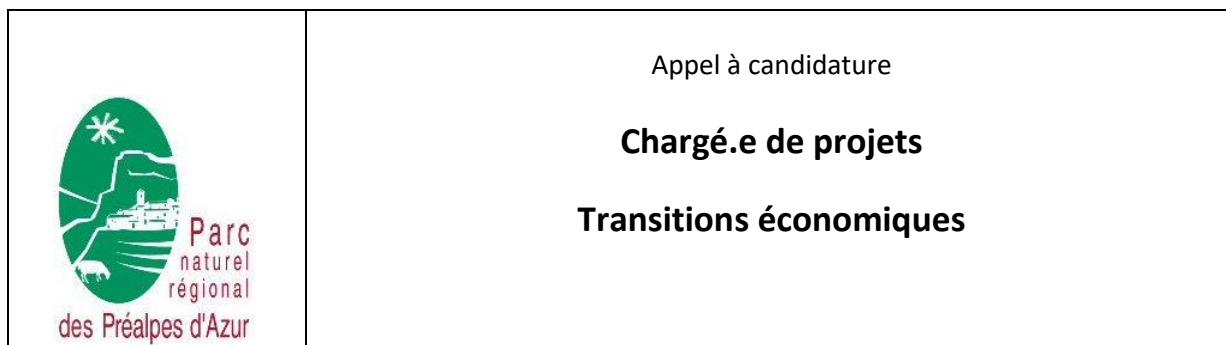 Parc
naturel
régional
des Préalpes d'Azur
Appel à candidature
Chargé.e de projets
Transitions économiques